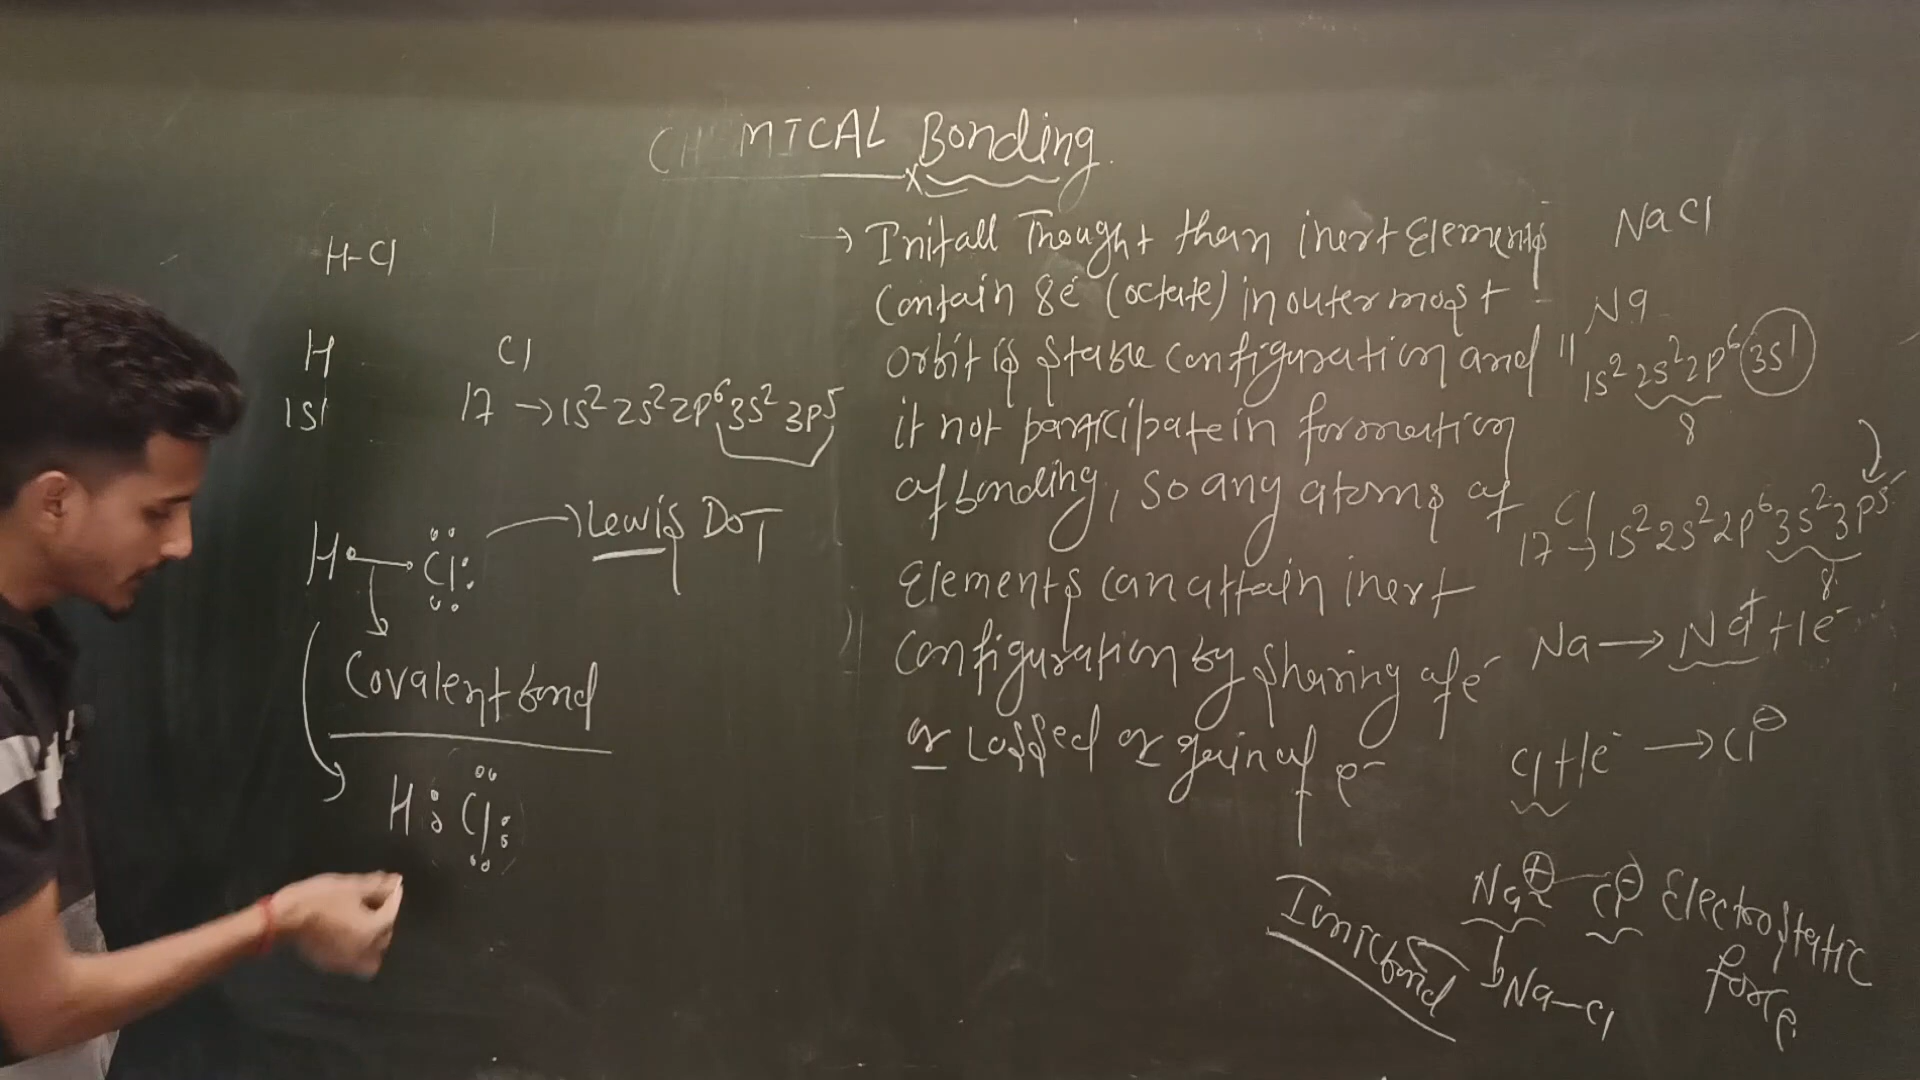 CHEMICAL Bonding
H-Cl
H
Cl
1s1
17 → 1s2 2s2 2p6 3s2 3p5
H Cl
Lewis DOT
Covalent bond
H : Cl :
→ Initall Thought than inert Elements
Contain 8e- (octate) in outer most
orbit is stable configuration and
it not participate in formation
of bonding, so any atoms of
Elements can attain inert
Configuration by sharing of e-
or Lossed or gain of e-
NaCl
Na
11 1s2 2s2 2p6 3s1
8
Cl
17 → 1s2 2s2 2p6 3s2 3p5
8
Na → Na+ + 1e-
Cl + 1e- → Cl⊖
Na⊕ Cl⊖ Electrostatic
force
Na-Cl
Ionic bond